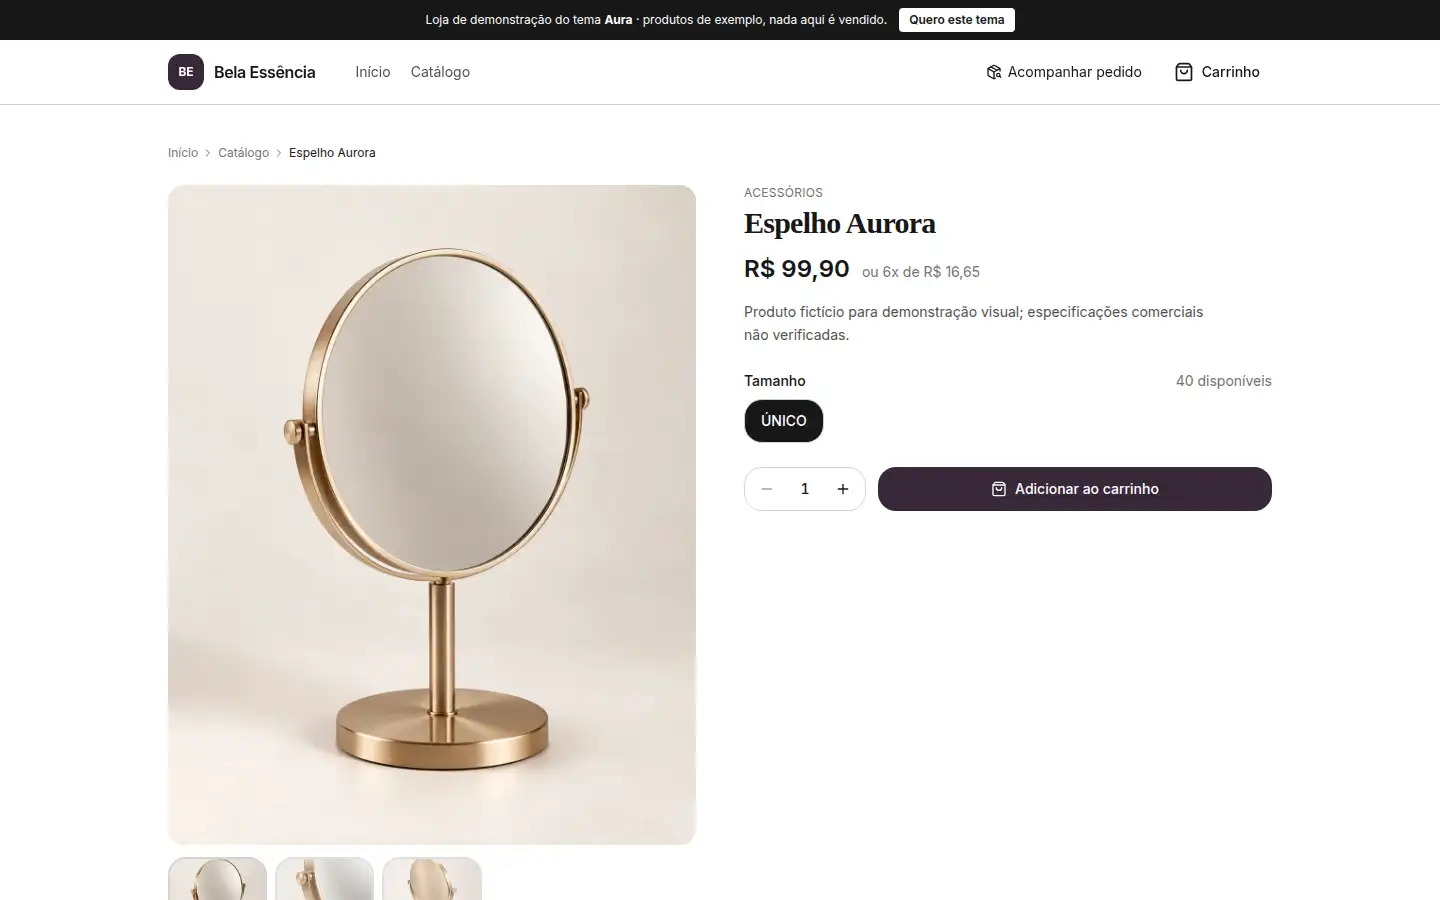 Loja de demonstração do tema Aura · produtos de exemplo, nada aqui é vendido. Quero este tema
BE Bela Essência Início Catálogo Acompanhar pedido Carrinho
Início > Catálogo > Espelho Aurora
ACESSÓRIOS
Espelho Aurora
R$ 99,90 ou 6x de R$ 16,65
Produto fictício para demonstração visual; especificações comerciais
não verificadas.
Tamanho 40 disponíveis
ÚNICO
− 1 + Adicionar ao carrinho